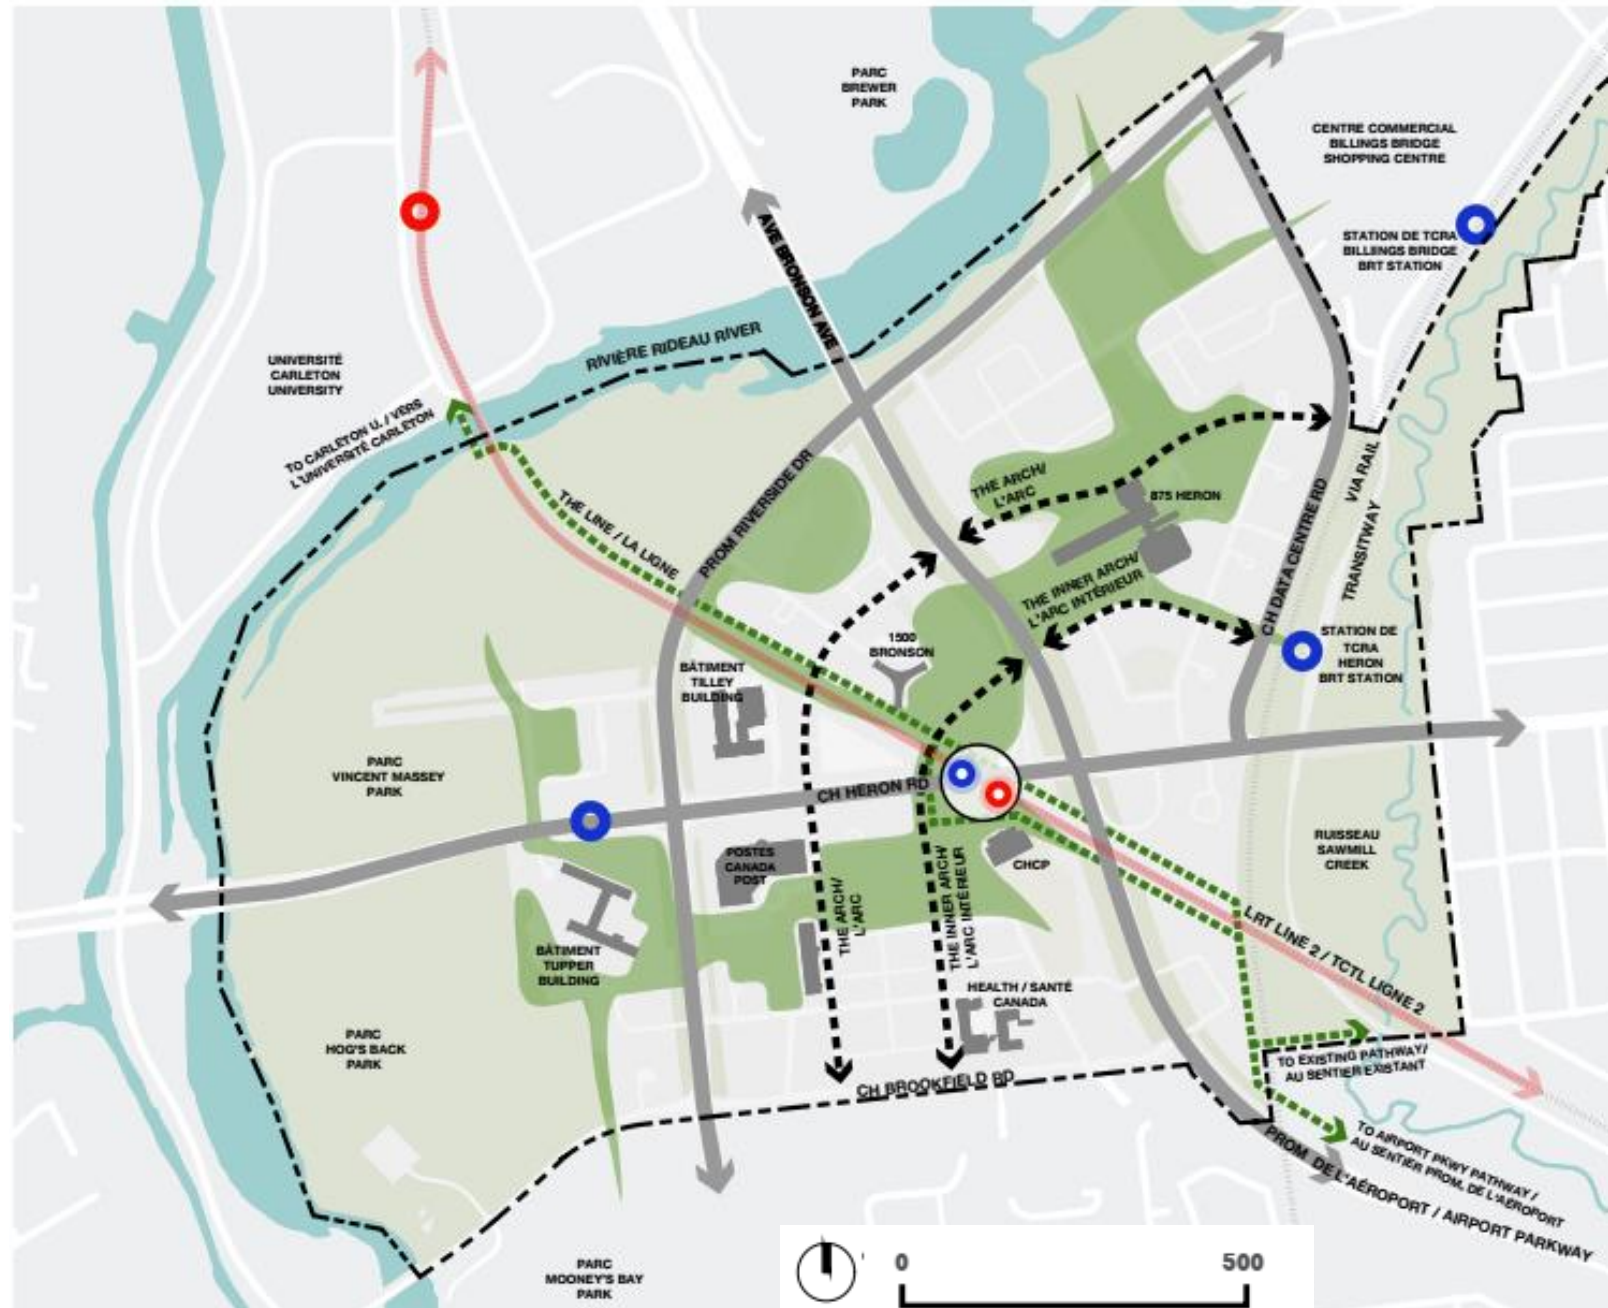 PARC
BREWER
PARK
CENTRE COMMERCIAL
BILLINGS BRIDGE
SHOPPING CENTRE
STATION DE TCRA
BILLIINGS BRIDGE
BRT STATION
AVE BRONSON AVE
RIVIÈRE RIDEAU RIVER
UNIVERSITÉ
CARLETON
UNIVERSITY
TO CARLETON U. / VERS
L'UNIVERSITÉ CARLETON
THE LINE / LA LIGNE
PROM RIVERSIDE DR
THE ARCH/
L'ARC
875 HERON
VIA RAIL
TRANSITWAY
CH DATA CENTRE RD
THE INNER ARCH/
L'ARC INTÉRIEUR
STATION DE
TCRA
HERON
BRT STATION
1500
BRONSON
BÂTIMENT
TILLEY
BUILDING
PARC
VINCENT MASSEY
PARK
CH HERON RD
POSTES
CANADA
POST
CHCP
RUISSEAU
SAWMILL
CREEK
THE ARCH/
L'ARC
THE INNER ARCH/
L'ARC INTÉRIEUR
LRT LINE 2 / TCTL LIGNE 2
BÂTIMENT
TUPPER
BUILDING
HEALTH / SANTÉ
CANADA
PARC
HOG'S BACK
PARK
CH BROOKFIELD RD
TO EXISTING PATHWAY/
AU SENTIER EXISTANT
TO AIRPORT PKWY PATHWAY /
AU SENTIER PROM. DE L'AÉROPORT
PROM DE L'AÉROPORT / AIRPORT PARKWAY
PARC
MOONEY'S BAY
PARK
0 500